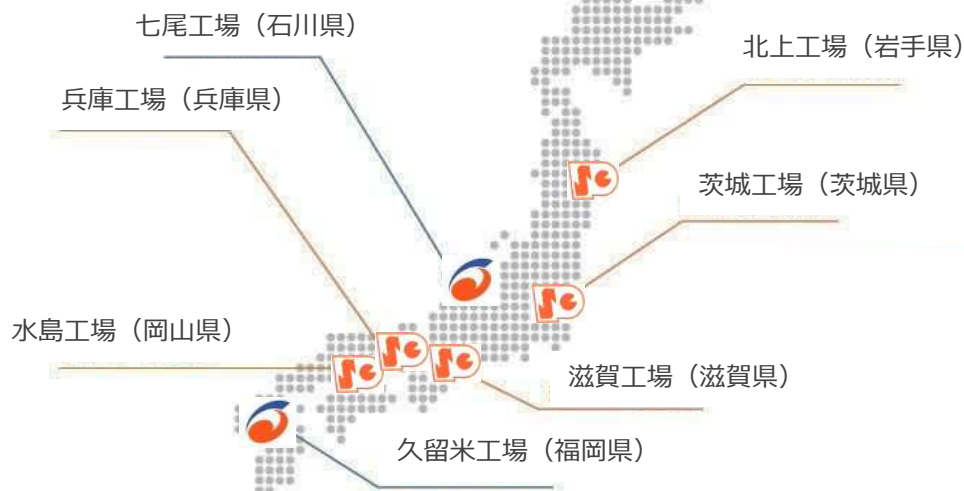 七尾工場（石川県）
北上工場（岩手県）
兵庫工場（兵庫県）
茨城工場（茨城県）
水島工場（岡山県）
滋賀工場（滋賀県）
久留米工場（福岡県）